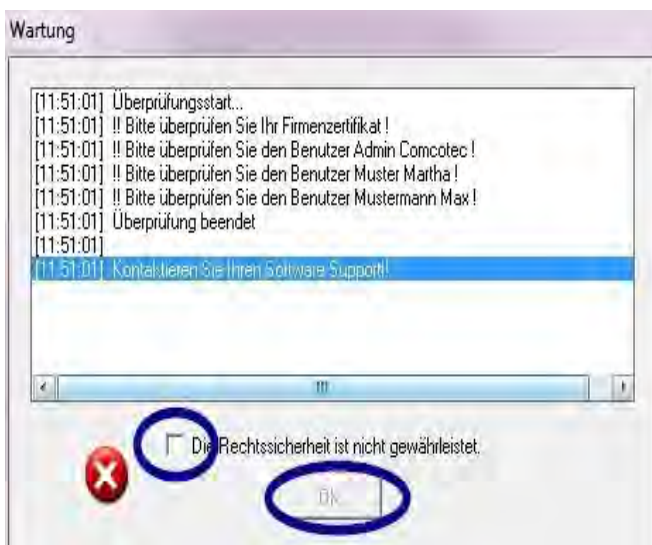 Wartung
[11:51:01] Überprüfungsstart...
[11:51:01] !! Bitte überprüfen Sie Ihr Firmenzertifikat !
[11:51:01] !! Bitte überprüfen Sie den Benutzer Admin Comcotec !
[11:51:01] !! Bitte überprüfen Sie den Benutzer Muster Martha !
[11:51:01] !! Bitte überprüfen Sie den Benutzer Mustermann Max !
[11:51:01] Überprüfung beendet
[11:51:01]
[11:51:01] Kontaktieren Sie Ihren Software Support!!
Die Rechtssicherheit ist nicht gewährleistet.
Ok